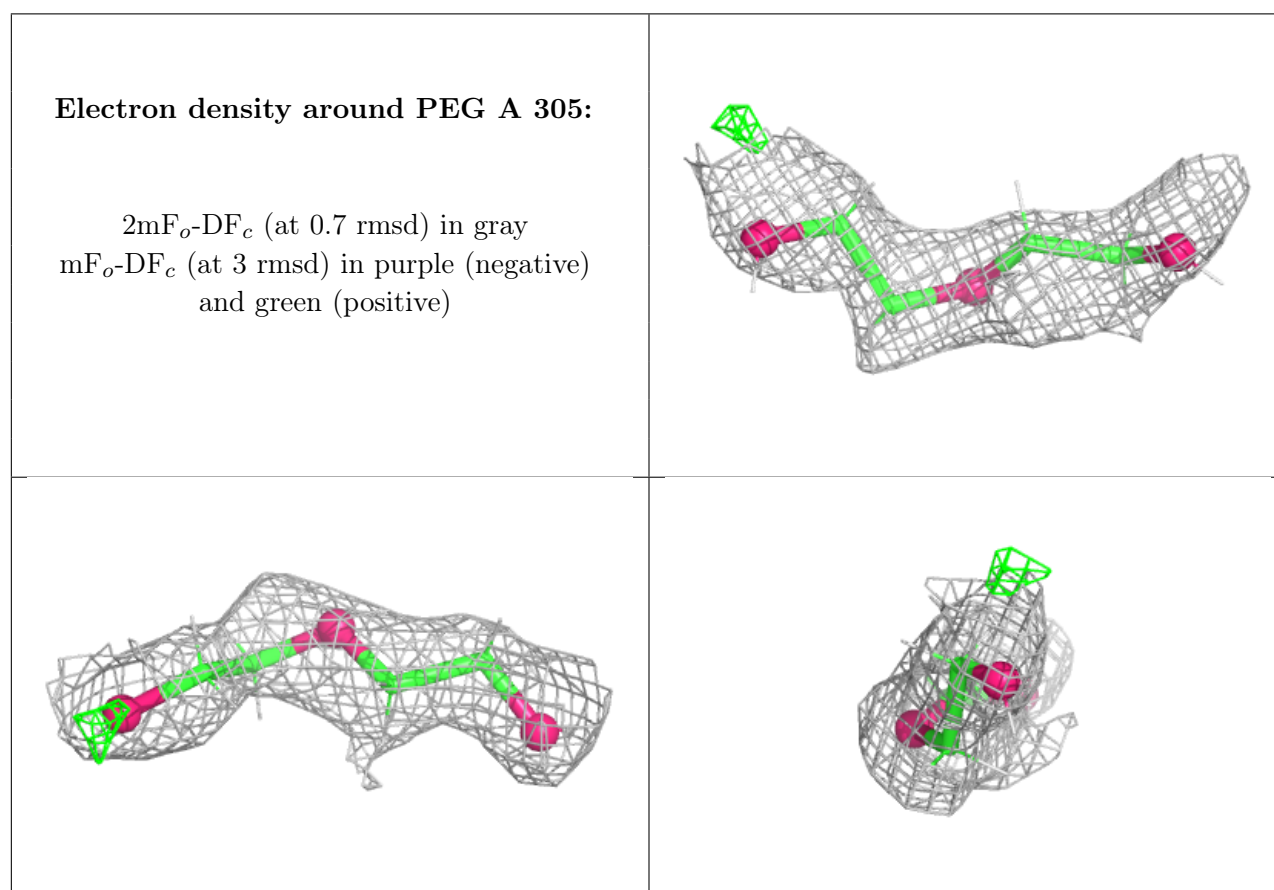 Electron density around PEG A 305:
2mFo-DFc (at 0.7 rmsd) in gray
mFo-DFc (at 3 rmsd) in purple (negative)
and green (positive)